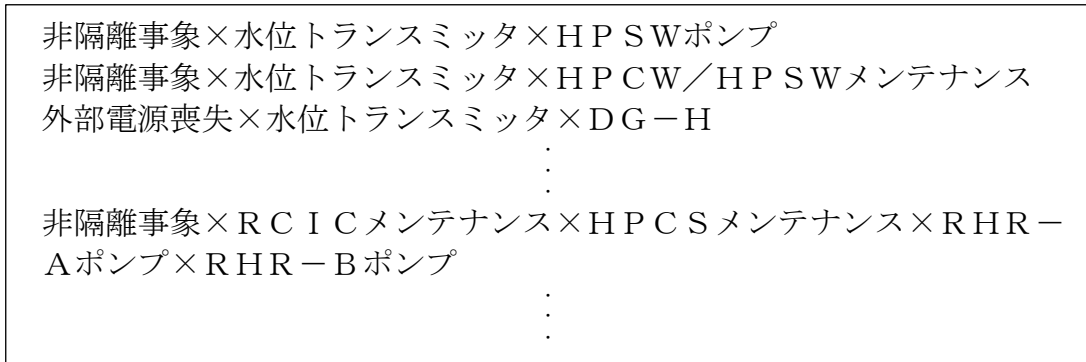 非隔離事象×水位トランスミッタ×ＨＰＳＷポンプ
非隔離事象×水位トランスミッタ×ＨＰＣＷ／ＨＰＳＷメンテナンス
外部電源喪失×水位トランスミッタ×ＤＧ－Ｈ
・
・
・
非隔離事象×ＲＣＩＣメンテナンス×ＨＰＣＳメンテナンス×ＲＨＲ－
Ａポンプ×ＲＨＲ－Ｂポンプ
・
・
・